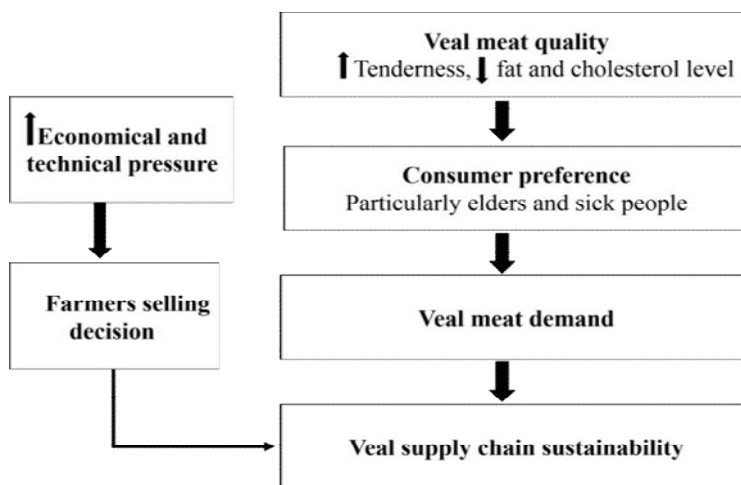 Veal meat quality
Tenderness, fat and cholesterol level
Economical and
technical pressure
Consumer preference
Particularly elders and sick people
Farmers selling
decision
Veal meat demand
Veal supply chain sustainability